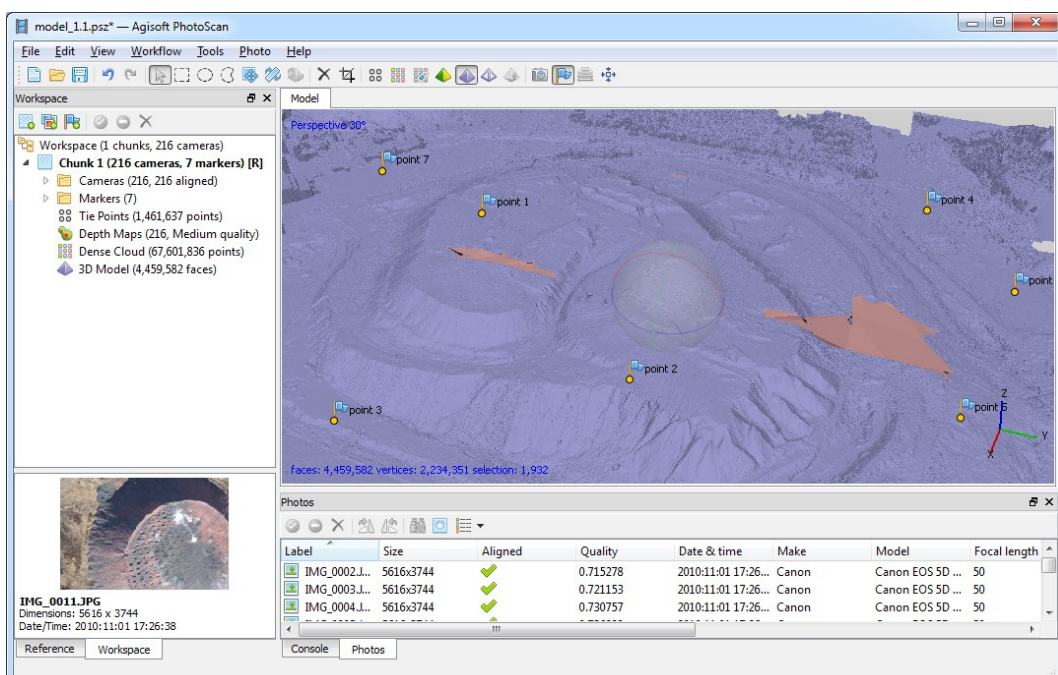 model_1.1.psz* — Agisoft PhotoScan
File Edit View Workflow Tools Photo Help
Workspace
Workspace (1 chunks, 216 cameras)
Chunk 1 (216 cameras, 7 markers) [R]
Cameras (216, 216 aligned)
Markers (7)
Tie Points (1,461,637 points)
Depth Maps (216, Medium quality)
Dense Cloud (67,601,836 points)
3D Model (4,459,582 faces)
IMG_0011.JPG
Dimensions: 5616 x 3744
Date/Time: 2010:11:01 17:26:38
Reference Workspace
Model
Perspective 30°
point 7
point 1
point 4
point
point 2
point 3
point
Z
Y
X
faces: 4,459,582 vertices: 2,234,351 selection: 1,932
Photos
Label Size Aligned Quality Date & time Make Model Focal length
IMG_0002.J... 5616x3744 0.715278 2010:11:01 17:26... Canon Canon EOS 5D ... 50
IMG_0003.J... 5616x3744 0.721153 2010:11:01 17:26... Canon Canon EOS 5D ... 50
IMG_0004.J... 5616x3744 0.730757 2010:11:01 17:26... Canon Canon EOS 5D ... 50
Console Photos